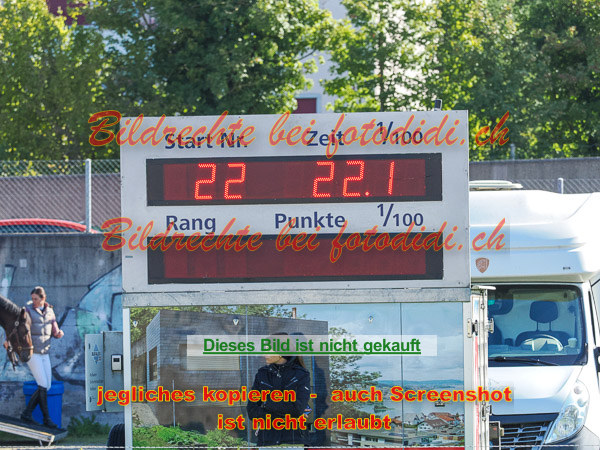 Bildrechte bei fotodidi.ch
Start Nr. Zeit 1/100
22 22.1
Rang Punkte 1/100
Bildrechte bei fotodidi.ch
Dieses Bild ist nicht gekauft
jegliches kopieren - auch Screenshot
ist nicht erlaubt